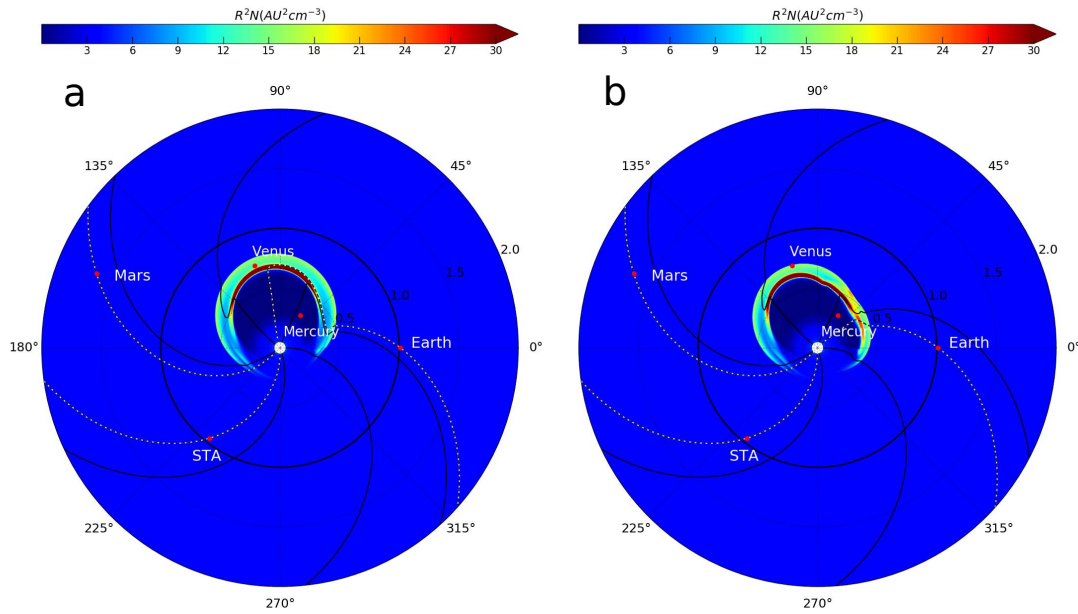 R²N(AU²cm⁻³)
3 6 9 12 15 18 21 24 27 30
a
90°
135°
45°
2.0
Venus
Mars
1.5
1.0
0.5
Mercury
Earth
180°
0°
STA
225°
315°
270°
R²N(AU²cm⁻³)
3 6 9 12 15 18 21 24 27 30
b
90°
135°
45°
2.0
Venus
Mars
1.5
1.0
0.5
Mercury
Earth
180°
0°
STA
225°
315°
270°